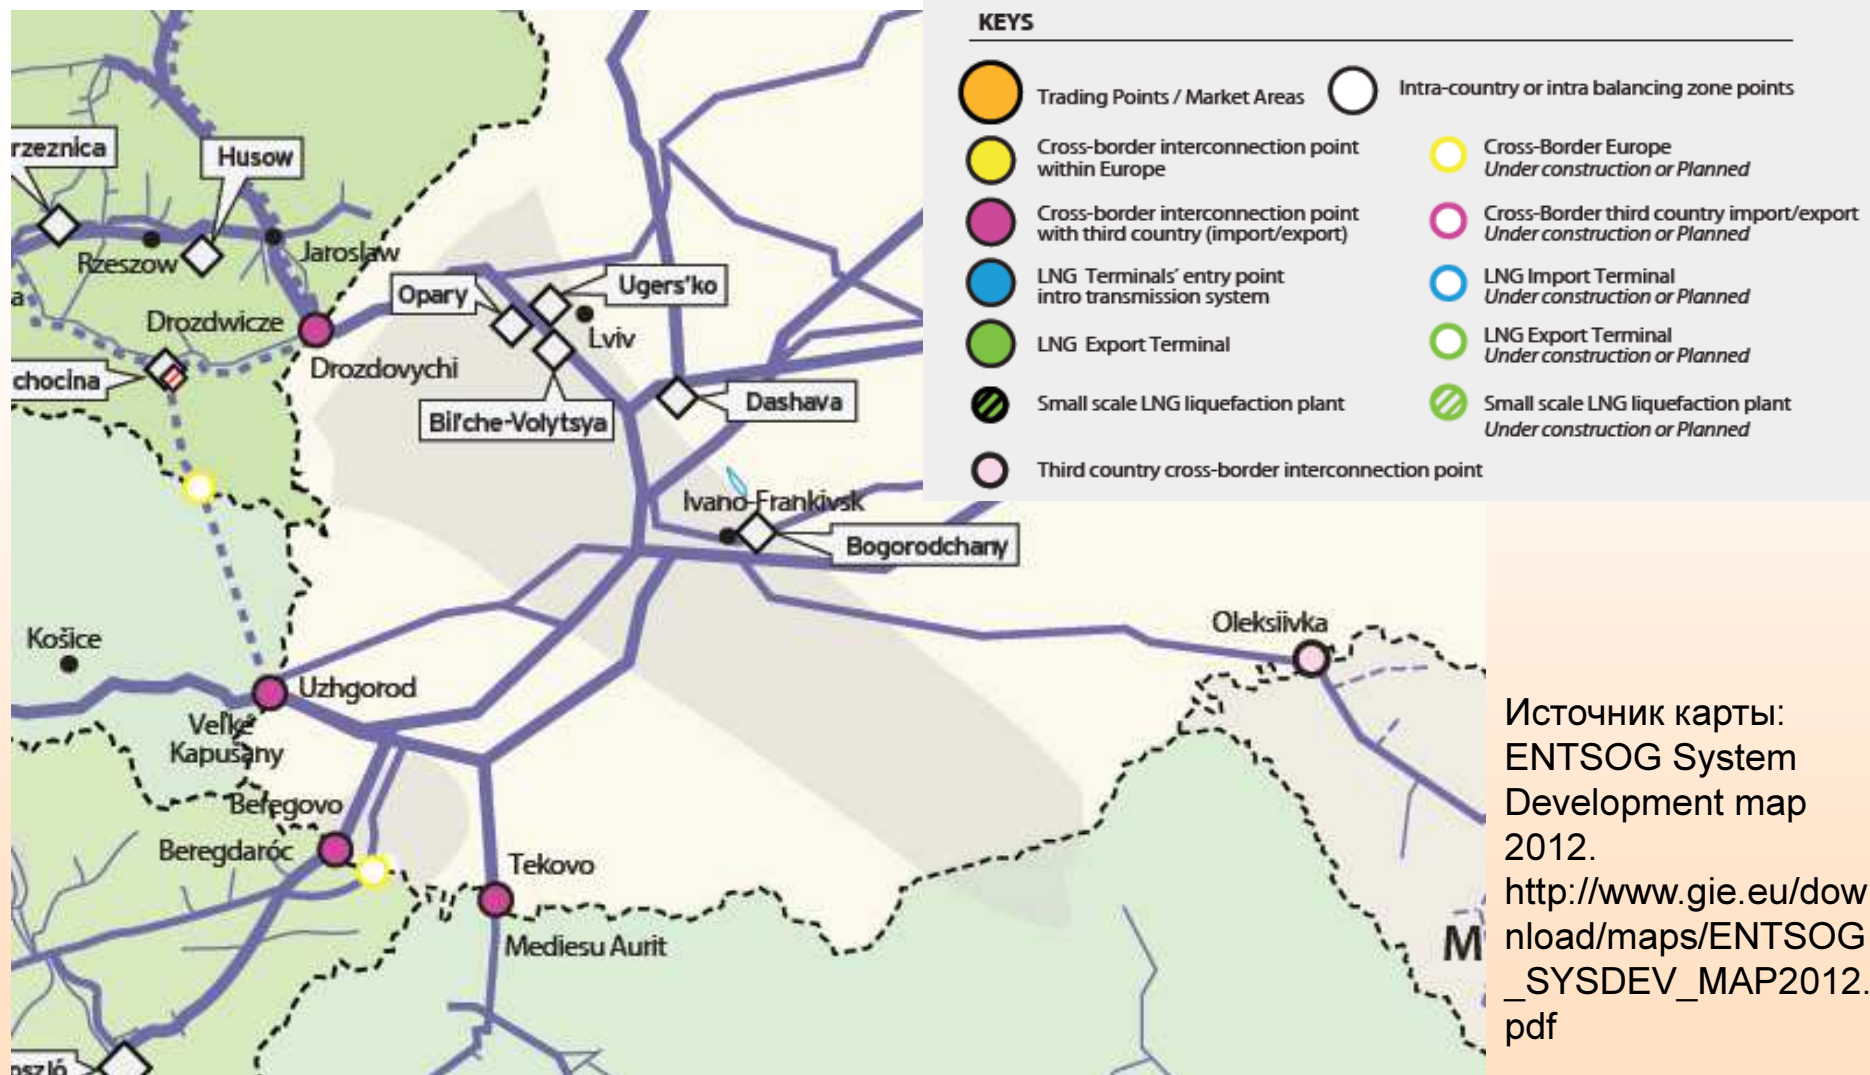 KEYS
Trading Points / Market Areas
Intra-country or intra balancing zone points
Cross-border interconnection point
within Europe
Cross-Border Europe
Under construction or Planned
Cross-border interconnection point
with third country (import/export)
Cross-Border third country import/export
Under construction or Planned
LNG Terminals' entry point
intro transmission system
LNG Import Terminal
Under construction or Planned
LNG Export Terminal
LNG Export Terminal
Under construction or Planned
Small scale LNG liquefaction plant
Small scale LNG liquefaction plant
Under construction or Planned
Third country cross-border interconnection point
rzeznica
Husow
Rzeszow
Jaroslaw
a
Opary
Ugers'ko
Drozdwicze
Lviv
Drozdovychi
chocina
Bil'che-Volytsya
Dashava
Ivano-Frankivsk
Bogorodchany
Oleksiivka
Košice
Uzhgorod
Veľké
Kapušany
Beregovo
Beregdaróc
Tekovo
Mediesu Aurit
M
oszló
Источник карты:
ENTSOG System
Development map
2012.
http://www.gie.eu/dow
nload/maps/ENTSOG
_SYSDEV_MAP2012.
pdf